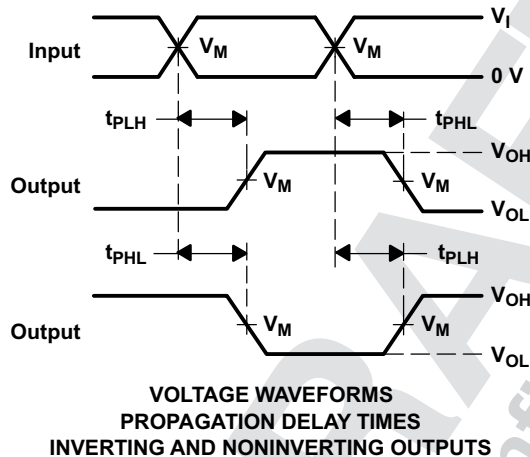 V_I
Input V_M V_M
0 V
t_PLH t_PHL
V_OH
Output V_M V_M
V_OL
t_PHL t_PLH
V_OH
Output V_M V_M
V_OL
VOLTAGE WAVEFORMS
PROPAGATION DELAY TIMES
INVERTING AND NONINVERTING OUTPUTS